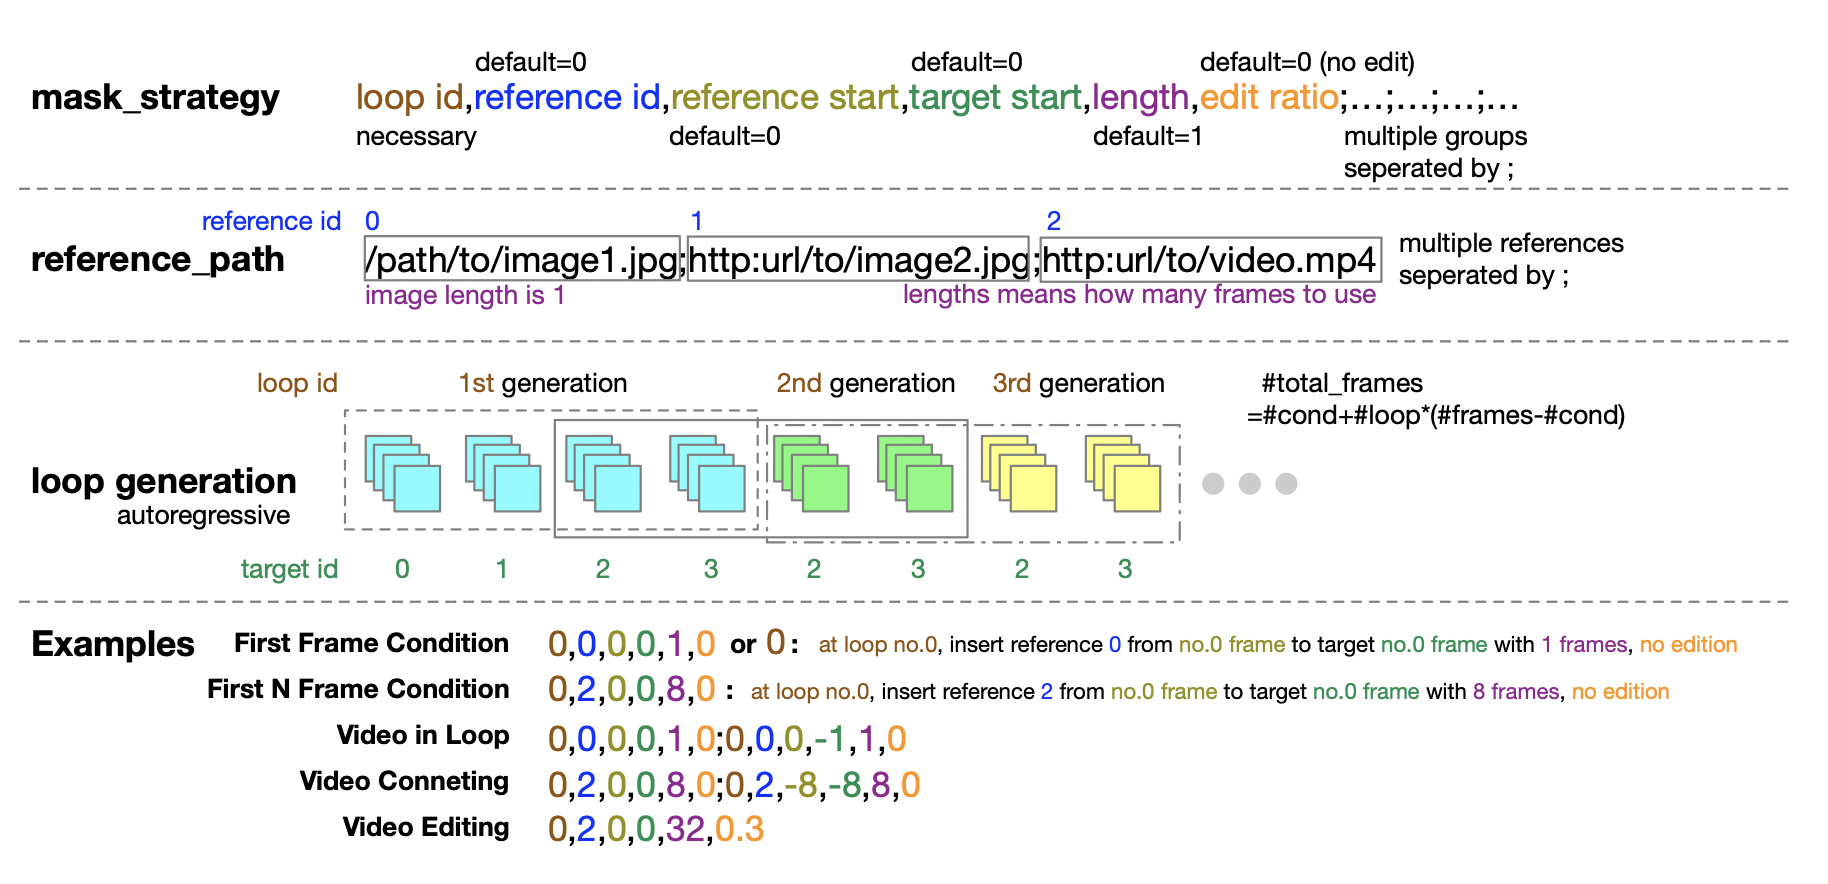 default=0 default=0 default=0 (no edit)
mask_strategy loop id,reference id,reference start,target start,length,edit ratio;...;...;...;...
necessary default=0 default=1 multiple groups
seperated by ;
reference id 0 1 2
reference_path /path/to/image1.jpg;http:url/to/image2.jpg;http:url/to/video.mp4 multiple references
seperated by ;
image length is 1 lengths means how many frames to use
loop id 1st generation 2nd generation 3rd generation #total_frames
=#cond+#loop*(#frames-#cond)
loop generation
autoregressive
target id 0 1 2 3 2 3 2 3
Examples First Frame Condition 0,0,0,0,1,0 or 0: at loop no.0, insert reference 0 from no.0 frame to target no.0 frame with 1 frames, no edition
First N Frame Condition 0,2,0,0,8,0 : at loop no.0, insert reference 2 from no.0 frame to target no.0 frame with 8 frames, no edition
Video in Loop 0,0,0,0,1,0;0,0,0,-1,1,0
Video Conneting 0,2,0,0,8,0;0,2,-8,-8,8,0
Video Editing 0,2,0,0,32,0.3